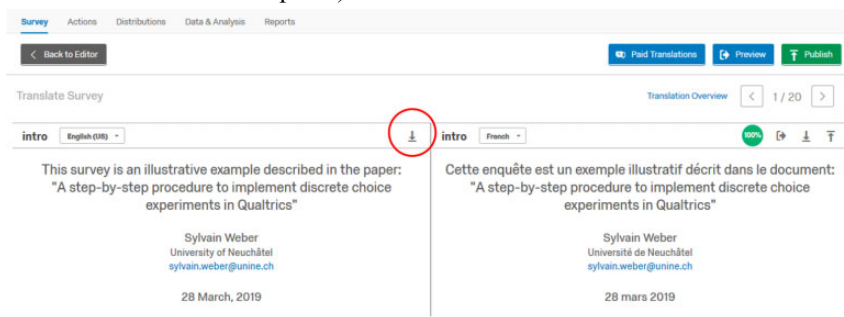 Survey Actions Distributions Data & Analysis Reports
< Back to Editor Paid Translations Preview Publish
Translate Survey Translation Overview < 1 / 20 >
intro English (US) intro French 100%
This survey is an illustrative example described in the paper:
"A step-by-step procedure to implement discrete choice
experiments in Qualtrics"
Sylvain Weber
University of Neuchâtel
sylvain.weber@unine.ch
28 March, 2019
Cette enquête est un exemple illustratif décrit dans le document:
"A step-by-step procedure to implement discrete choice
experiments in Qualtrics"
Sylvain Weber
Université de Neuchâtel
sylvain.weber@unine.ch
28 mars 2019